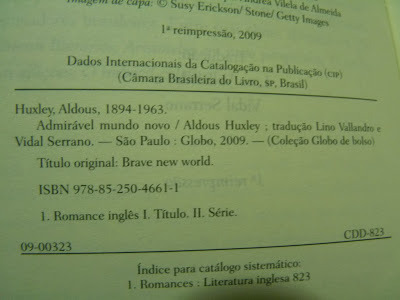 Andréa Vilela de Almeida
Imagem de capa: © Susy Erickson/ Stone/ Getty Images
1ª reimpressão, 2009
Dados Internacionais da Catalogação na Publicação (CIP)
(Câmara Brasileira do Livro, SP, Brasil)
Huxley, Aldous, 1894-1963.
Admirável mundo novo / Aldous Huxley ; tradução Lino Vallandro e
Vidal Serrano. — São Paulo : Globo, 2009. — (Coleção Globo de bolso)
Título original: Brave new world.
ISBN 978-85-250-4661-1
1. Romance inglês I. Título. II. Série.
09-00323 CDD-823
Índice para catálogo sistemático:
1. Romances : Literatura inglesa 823